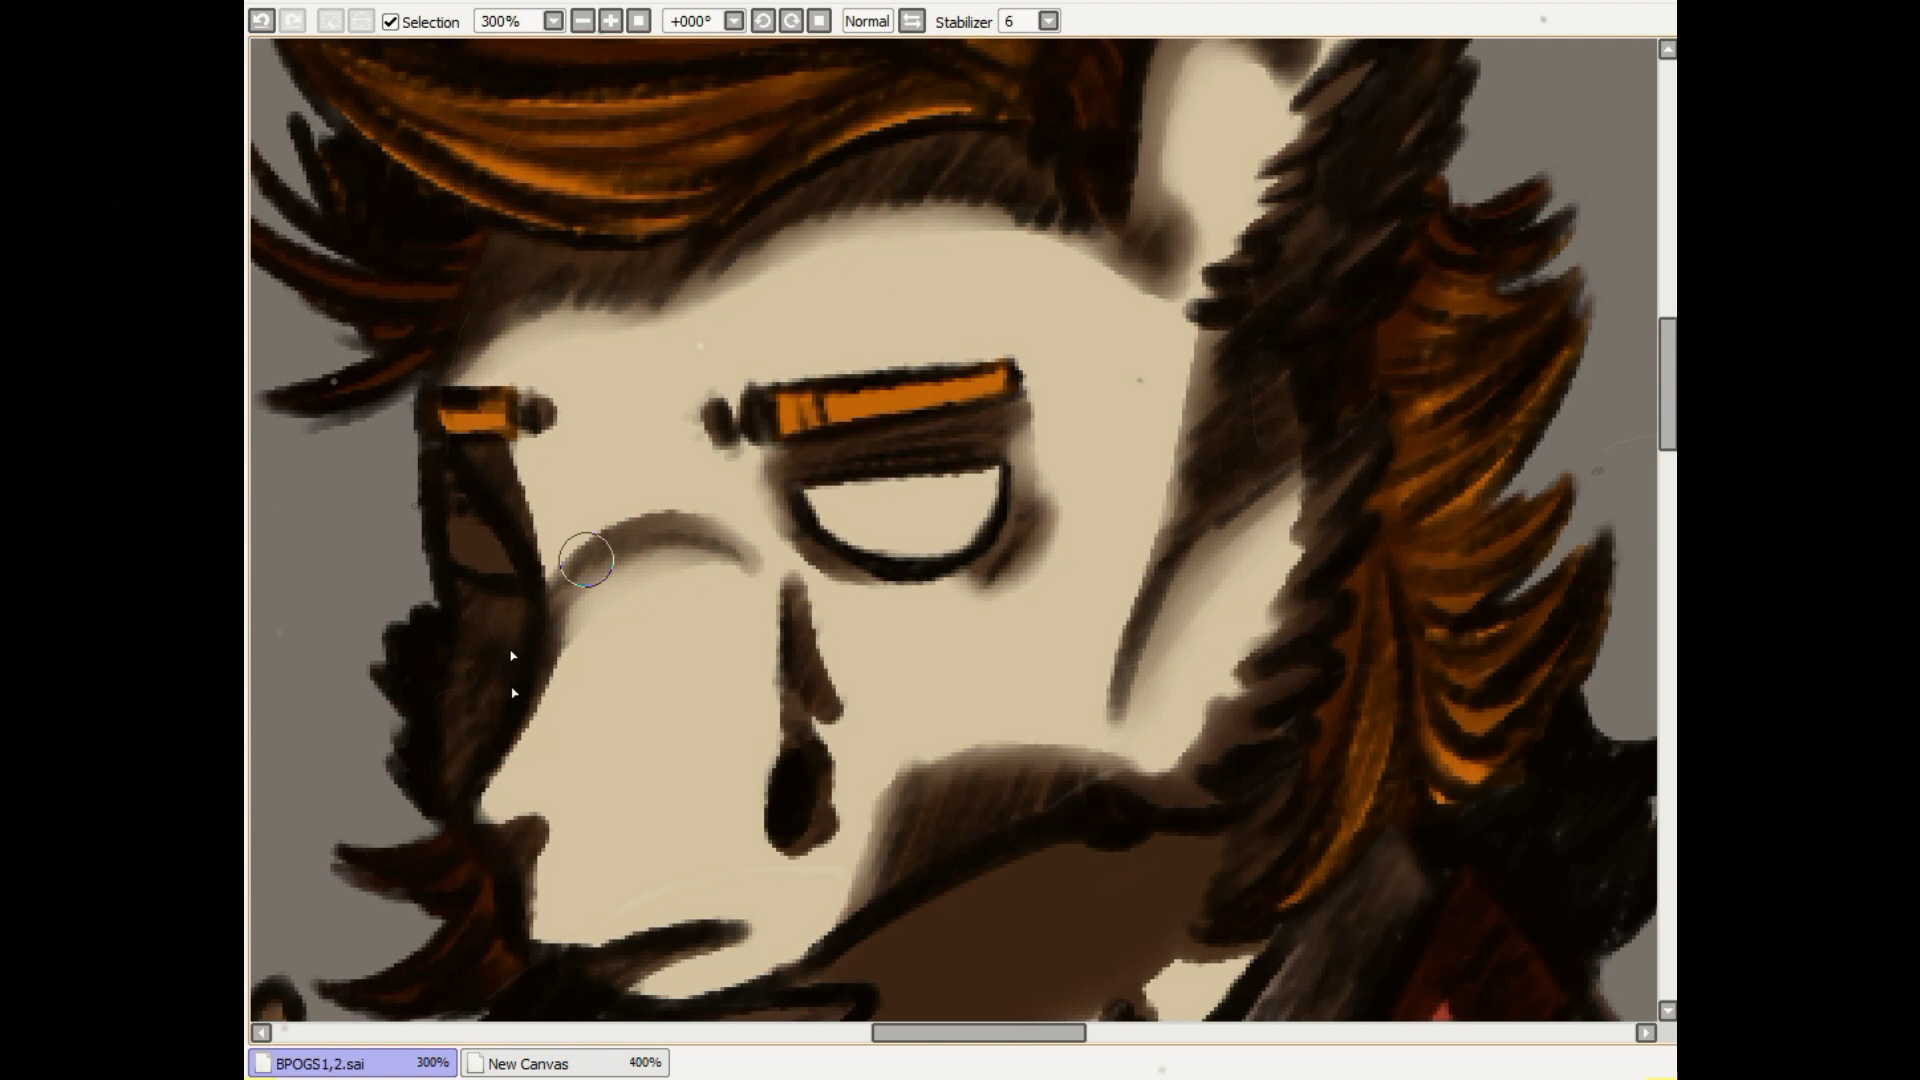 Selection 300% +000° Normal Stabilizer 6
BPOGS1,2.sai 300% New Canvas 400%